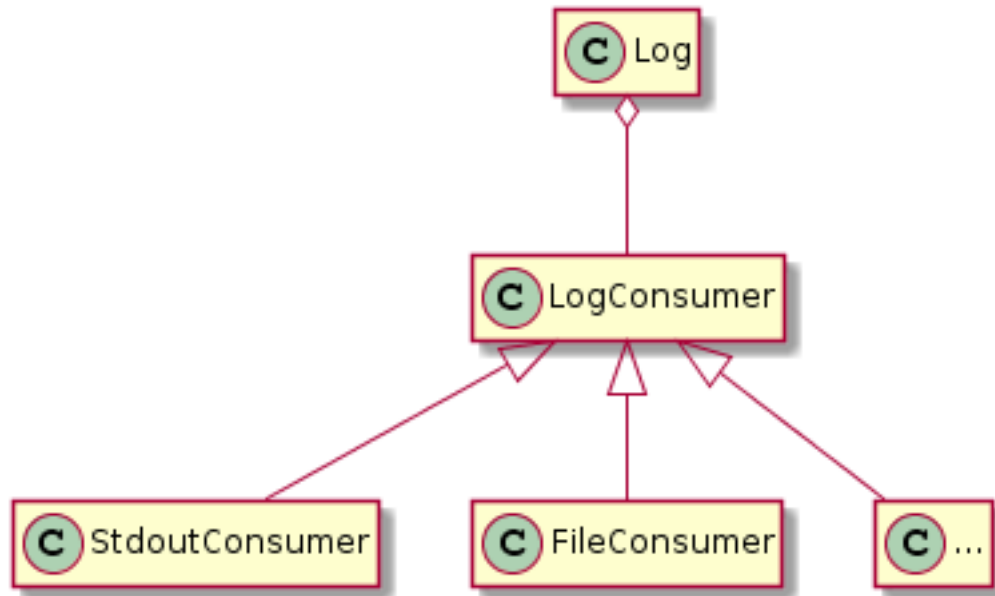 C Log
C LogConsumer
C StdoutConsumer
C FileConsumer
C ...